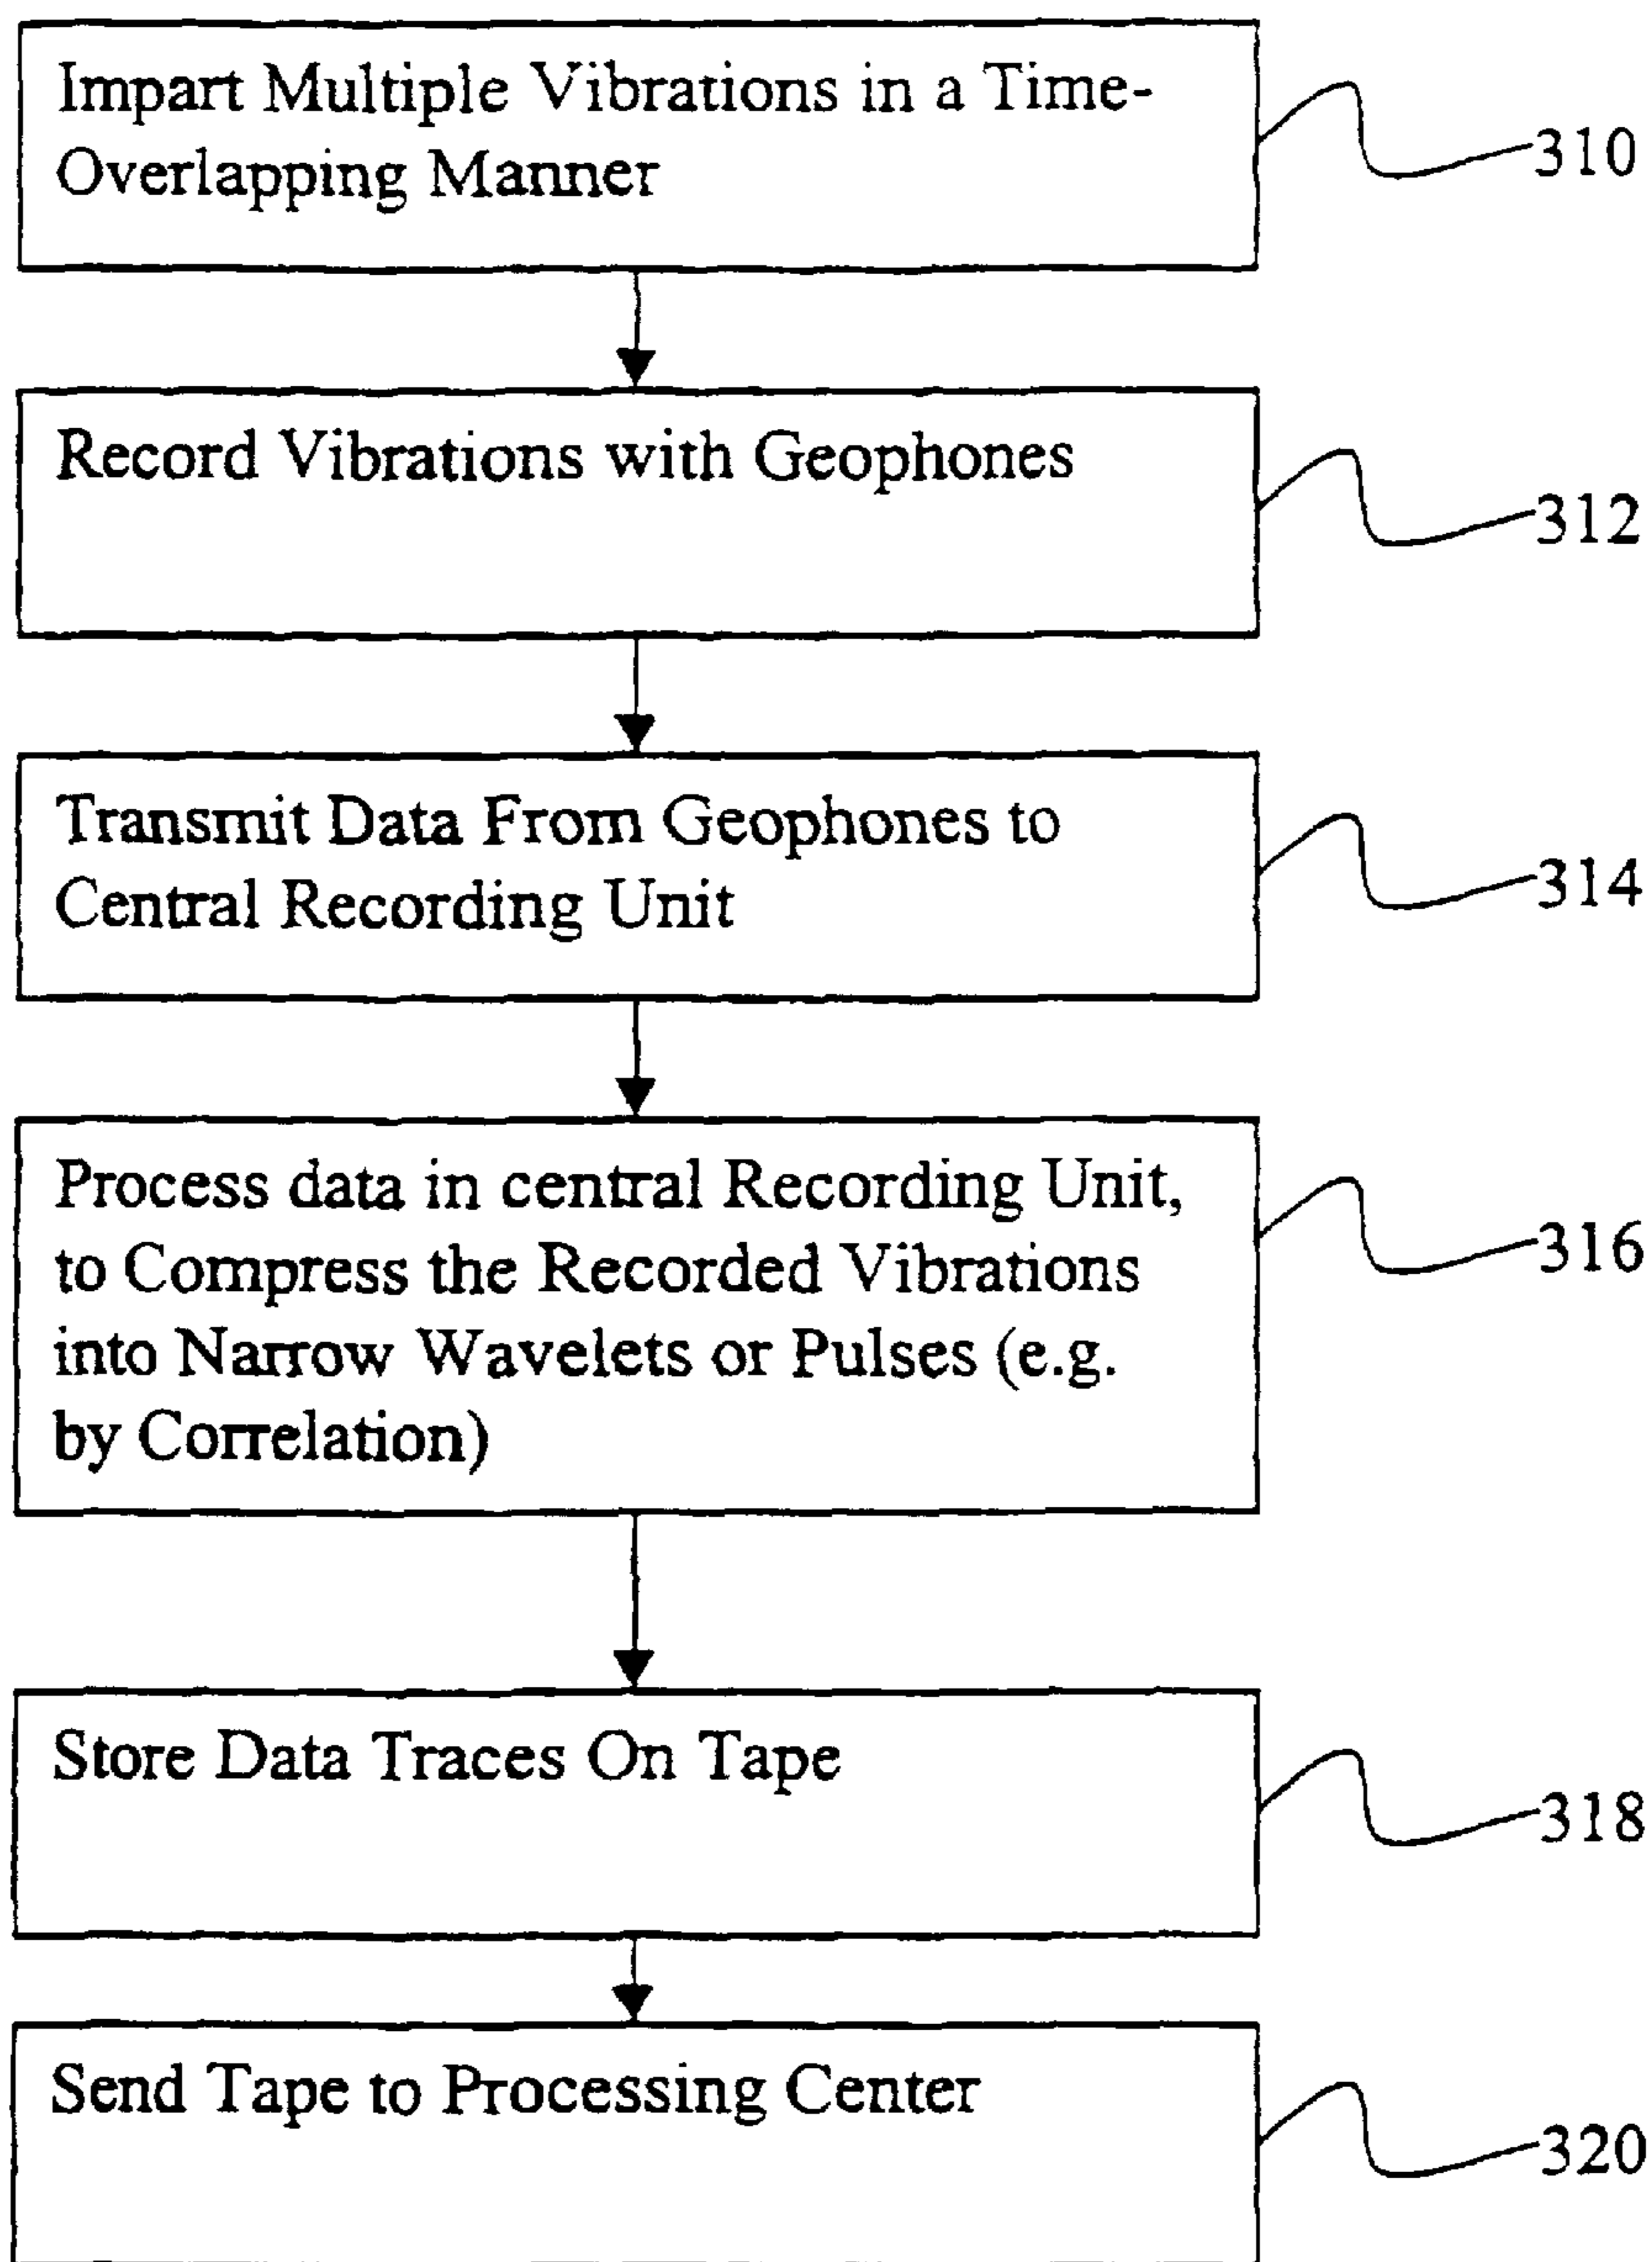 Impart Multiple Vibrations in a Time-
Overlapping Manner
310
Record Vibrations with Geophones
312
Transmit Data From Geophones to
Central Recording Unit
314
Process data in central Recording Unit,
to Compress the Recorded Vibrations
into Narrow Wavelets or Pulses (e.g.
by Correlation)
316
Store Data Traces On Tape
318
Send Tape to Processing Center
320